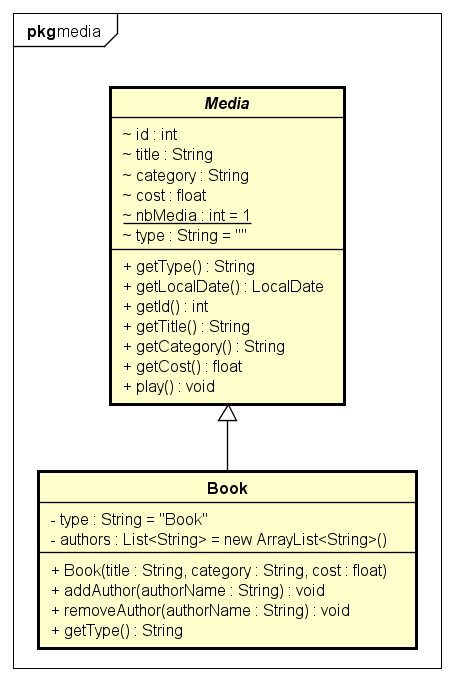 pkg media
Media
~ id : int
~ title : String
~ category : String
~ cost : float
~ nbMedia : int = 1
~ type : String = ""
+ getType() : String
+ getLocalDate() : LocalDate
+ getId() : int
+ getTitle() : String
+ getCategory() : String
+ getCost() : float
+ play() : void
Book
- type : String = "Book"
- authors : List<String> = new ArrayList<String>()
+ Book(title : String, category : String, cost : float)
+ addAuthor(authorName : String) : void
+ removeAuthor(authorName : String) : void
+ getType() : String